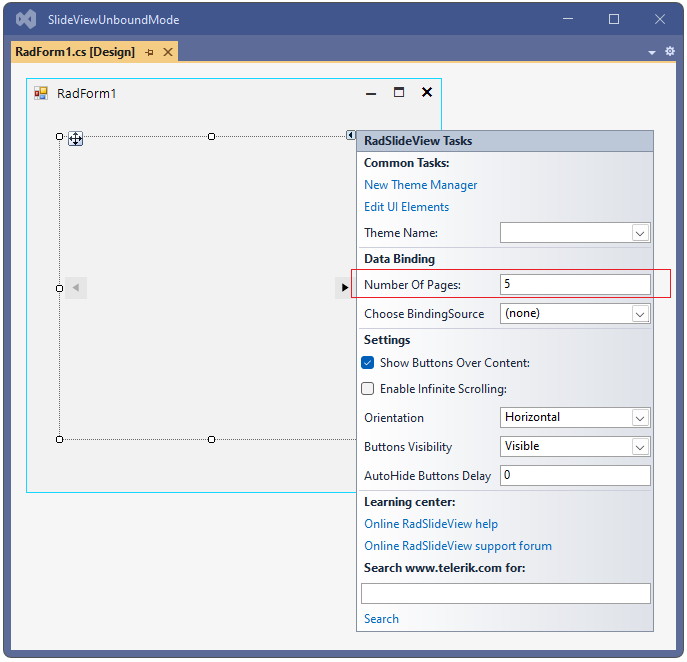 SlideViewUnboundMode
RadForm1.cs [Design]
RadForm1
RadSlideView Tasks
Common Tasks:
New Theme Manager
Edit UI Elements
Theme Name:
Data Binding
Number Of Pages: 5
Choose BindingSource (none)
Settings
Show Buttons Over Content:
Enable Infinite Scrolling:
Orientation Horizontal
Buttons Visibility Visible
AutoHide Buttons Delay 0
Learning center:
Online RadSlideView help
Online RadSlideView support forum
Search www.telerik.com for:
Search